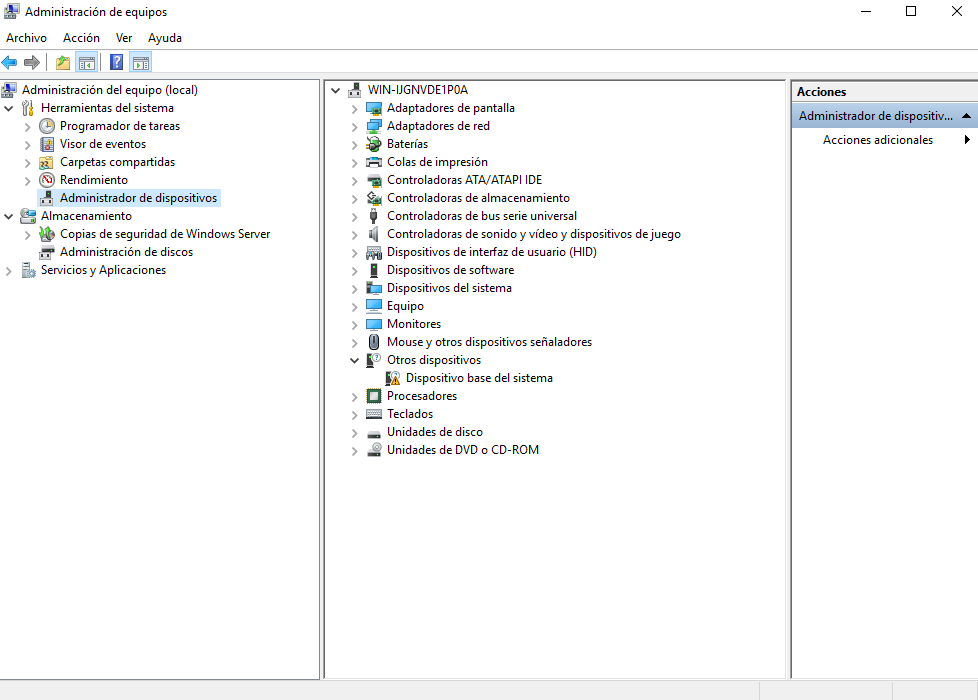 Administración de equipos
Archivo Acción Ver Ayuda
Administración del equipo (local)
Herramientas del sistema
Programador de tareas
Visor de eventos
Carpetas compartidas
Rendimiento
Administrador de dispositivos
Almacenamiento
Copias de seguridad de Windows Server
Administración de discos
Servicios y Aplicaciones
WIN-IJGNVDE1P0A
Adaptadores de pantalla
Adaptadores de red
Baterías
Colas de impresión
Controladoras ATA/ATAPI IDE
Controladoras de almacenamiento
Controladoras de bus serie universal
Controladoras de sonido y vídeo y dispositivos de juego
Dispositivos de interfaz de usuario (HID)
Dispositivos de software
Dispositivos del sistema
Equipo
Monitores
Mouse y otros dispositivos señaladores
Otros dispositivos
Dispositivo base del sistema
Procesadores
Teclados
Unidades de disco
Unidades de DVD o CD-ROM
Acciones
Administrador de dispositiv...
Acciones adicionales